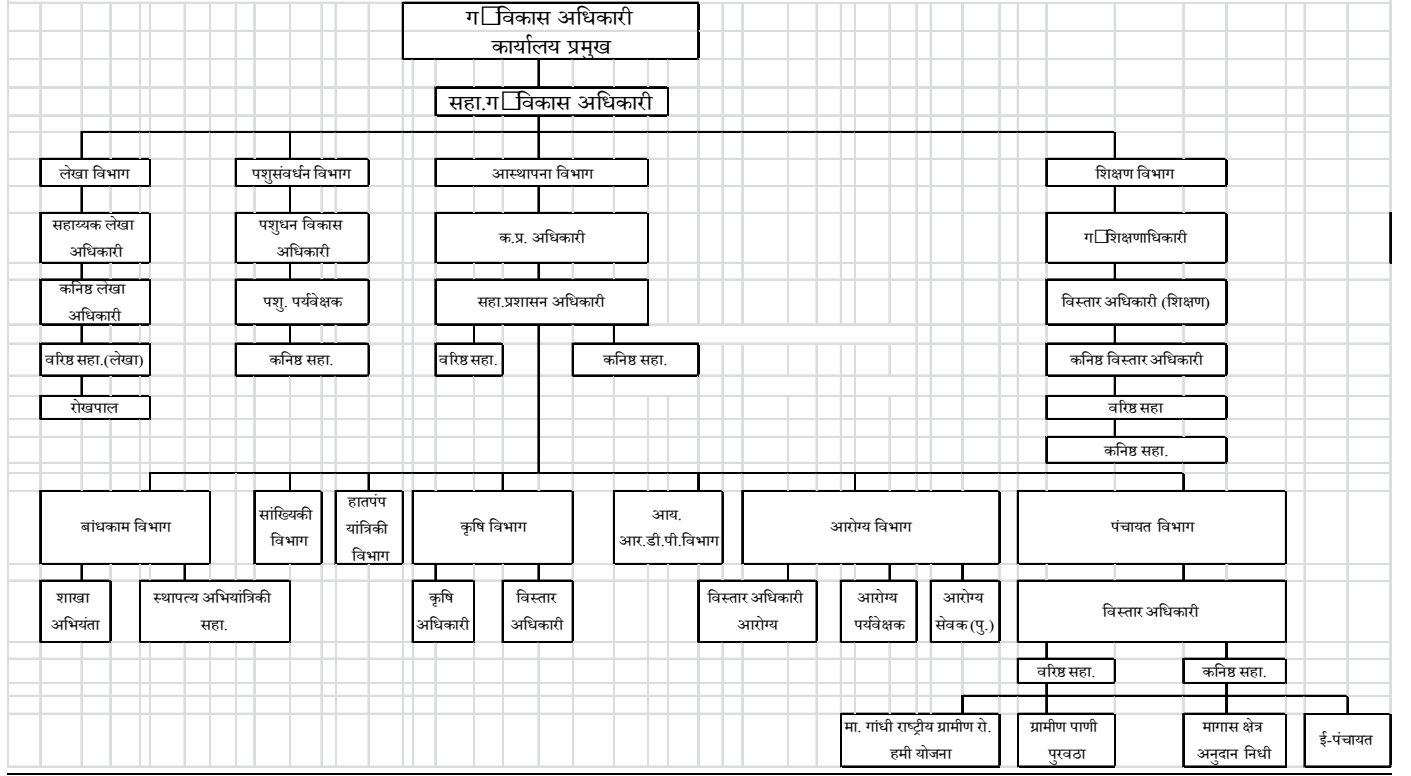 ग□विकास अधिकारी
कार्यालय प्रमुख
सहा.ग□विकास अधिकारी
लेखा विभाग
पशुसंवर्धन विभाग
आस्थापना विभाग
शिक्षण विभाग
सहाय्यक लेखा
अधिकारी
पशुधन विकास
अधिकारी
क.प्र. अधिकारी
ग□शिक्षणाधिकारी
कनिष्ठ लेखा
अधिकारी
पशु. पर्यवेक्षक
सहा.प्रशासन अधिकारी
विस्तार अधिकारी (शिक्षण)
वरिष्ठ सहा.(लेखा)
कनिष्ठ सहा.
वरिष्ठ सहा.
कनिष्ठ सहा.
कनिष्ठ विस्तार अधिकारी
रोखपाल
वरिष्ठ सहा
कनिष्ठ सहा.
बांधकाम विभाग
सांख्यिकी
विभाग
हातपंप
यांत्रिकी
विभाग
कृषि विभाग
आय.
आर.डी.पी.विभाग
आरोग्य विभाग
पंचायत विभाग
शाखा
अभियंता
स्थापत्य अभियांत्रिकी
सहा.
कृषि
अधिकारी
विस्तार
अधिकारी
विस्तार अधिकारी
आरोग्य
आरोग्य
पर्यवेक्षक
आरोग्य
सेवक (पु.)
विस्तार अधिकारी
वरिष्ठ सहा.
कनिष्ठ सहा.
मा. गांधी राष्ट्रीय ग्रामीण रो.
हमी योजना
ग्रामीण पाणी
पुरवठा
मागास क्षेत्र
अनुदान निधी
ई-पंचायत